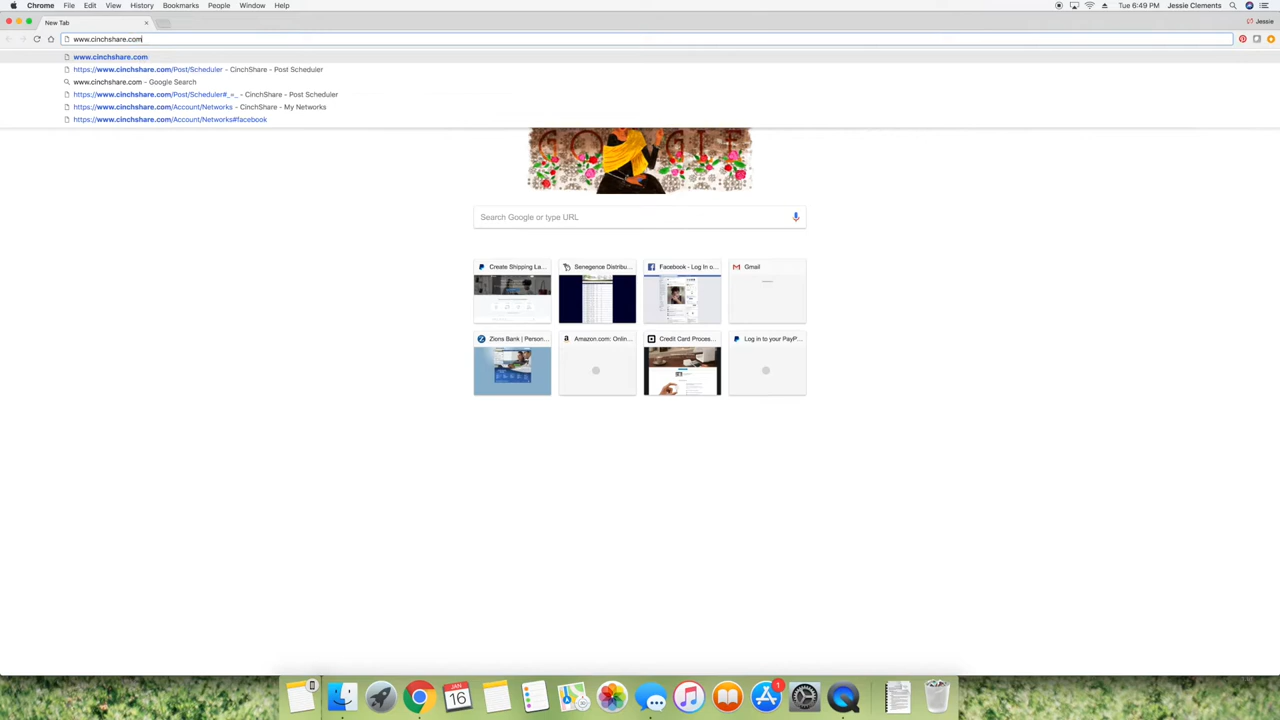 Chrome File Edit View History Bookmarks People Window Help Tue 6:49 PM Jessie Clements
New Tab Jessie
www.cinchshare.com
www.cinchshare.com
https://www.cinchshare.com/Post/Scheduler - CinchShare - Post Scheduler
www.cinchshare.com - Google Search
https://www.cinchshare.com/Post/Scheduler#_=_ - CinchShare - Post Scheduler
https://www.cinchshare.com/Account/Networks - CinchShare - My Networks
https://www.cinchshare.com/Account/Networks#facebook
Search Google or type URL
Create Shipping La... Senegence Distribu... Facebook - Log In o... Gmail
Zions Bank | Person... Amazon.com: Onlin... Credit Card Proces... Log in to your PayP...
JAN 1
16